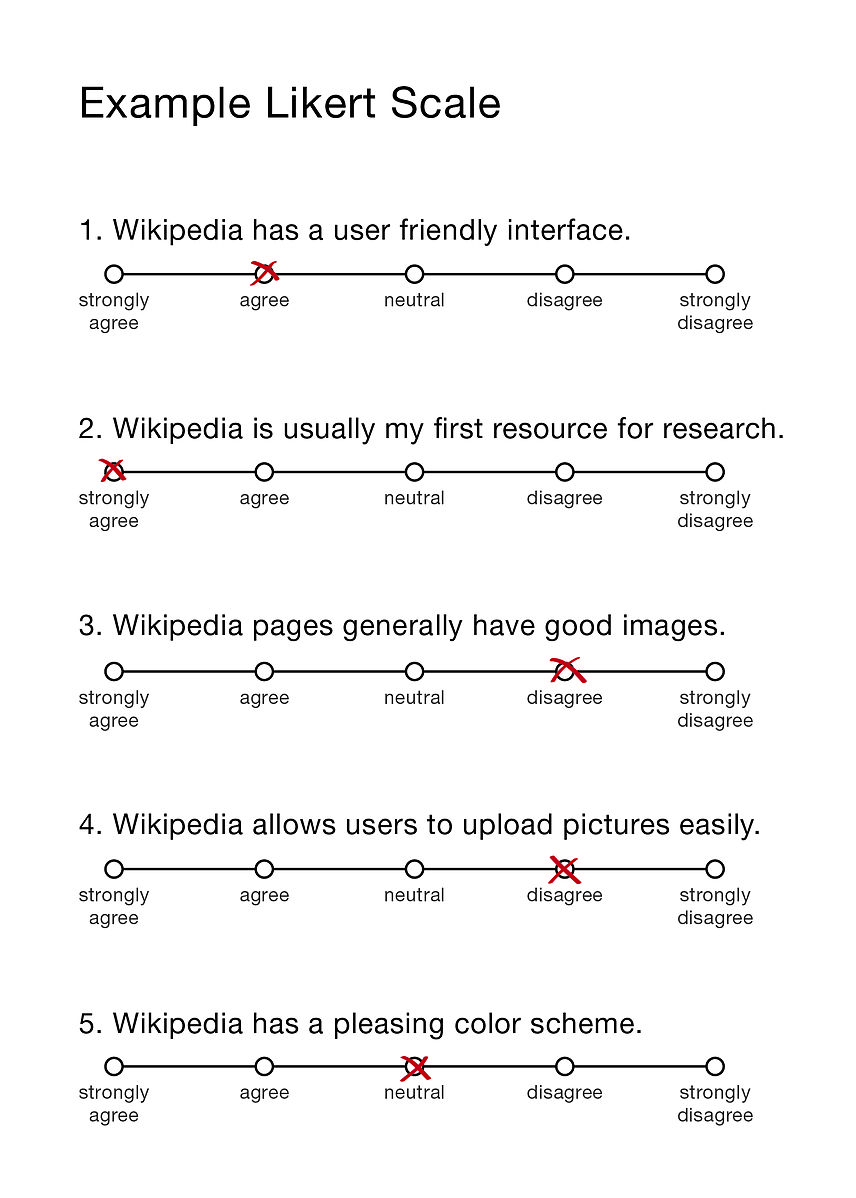 Example Likert Scale
1. Wikipedia has a user friendly interface.
strongly agree agree neutral disagree strongly disagree
2. Wikipedia is usually my first resource for research.
strongly agree agree neutral disagree strongly disagree
3. Wikipedia pages generally have good images.
strongly agree agree neutral disagree strongly disagree
4. Wikipedia allows users to upload pictures easily.
strongly agree agree neutral disagree strongly disagree
5. Wikipedia has a pleasing color scheme.
strongly agree agree neutral disagree strongly disagree